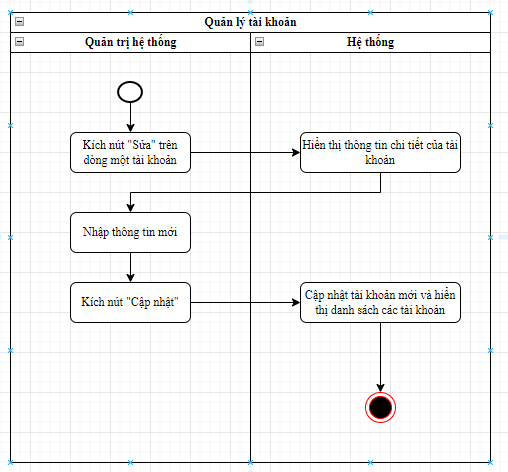 Quản lý tài khoản
Quản trị hệ thống
Hệ thống
Kích nút "Sửa" trên
dòng một tài khoản
Hiển thị thông tin chi tiết của tài
khoản
Nhập thông tin mới
Kích nút "Cập nhật"
Cập nhật tài khoản mới và hiển
thị danh sách các tài khoản